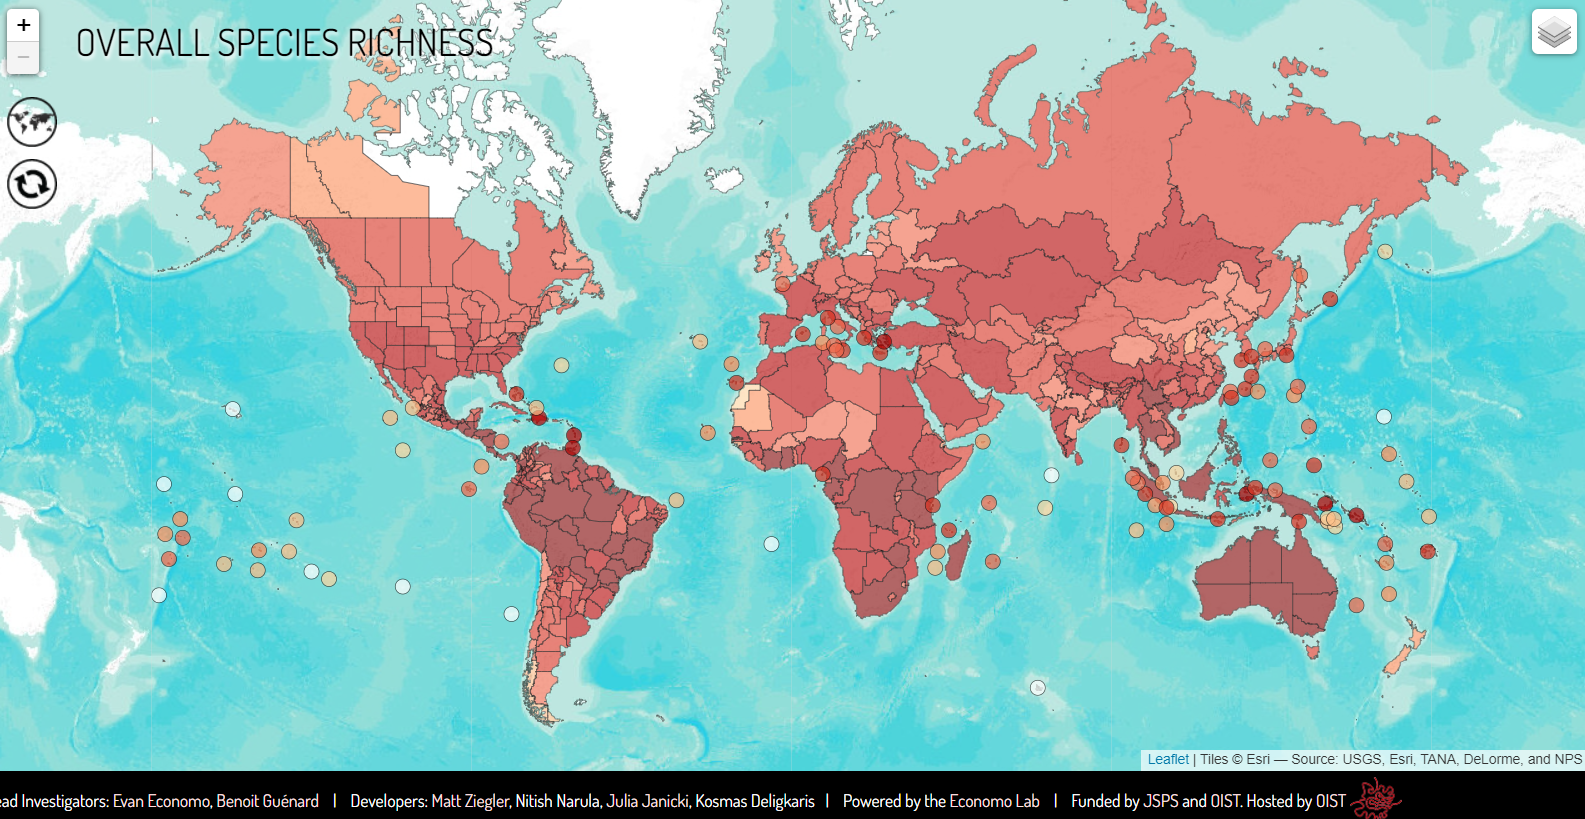 +
OVERALL SPECIES RICHNESS
−
Leaflet | Tiles © Esri — Source: USGS, Esri, TANA, DeLorme, and NPS
ead Investigators: Evan Economo, Benoit Guénard | Developers: Matt Ziegler, Nitish Narula, Julia Janicki, Kosmas Deligkaris | Powered by the Economo Lab | Funded by JSPS and OIST. Hosted by OIST